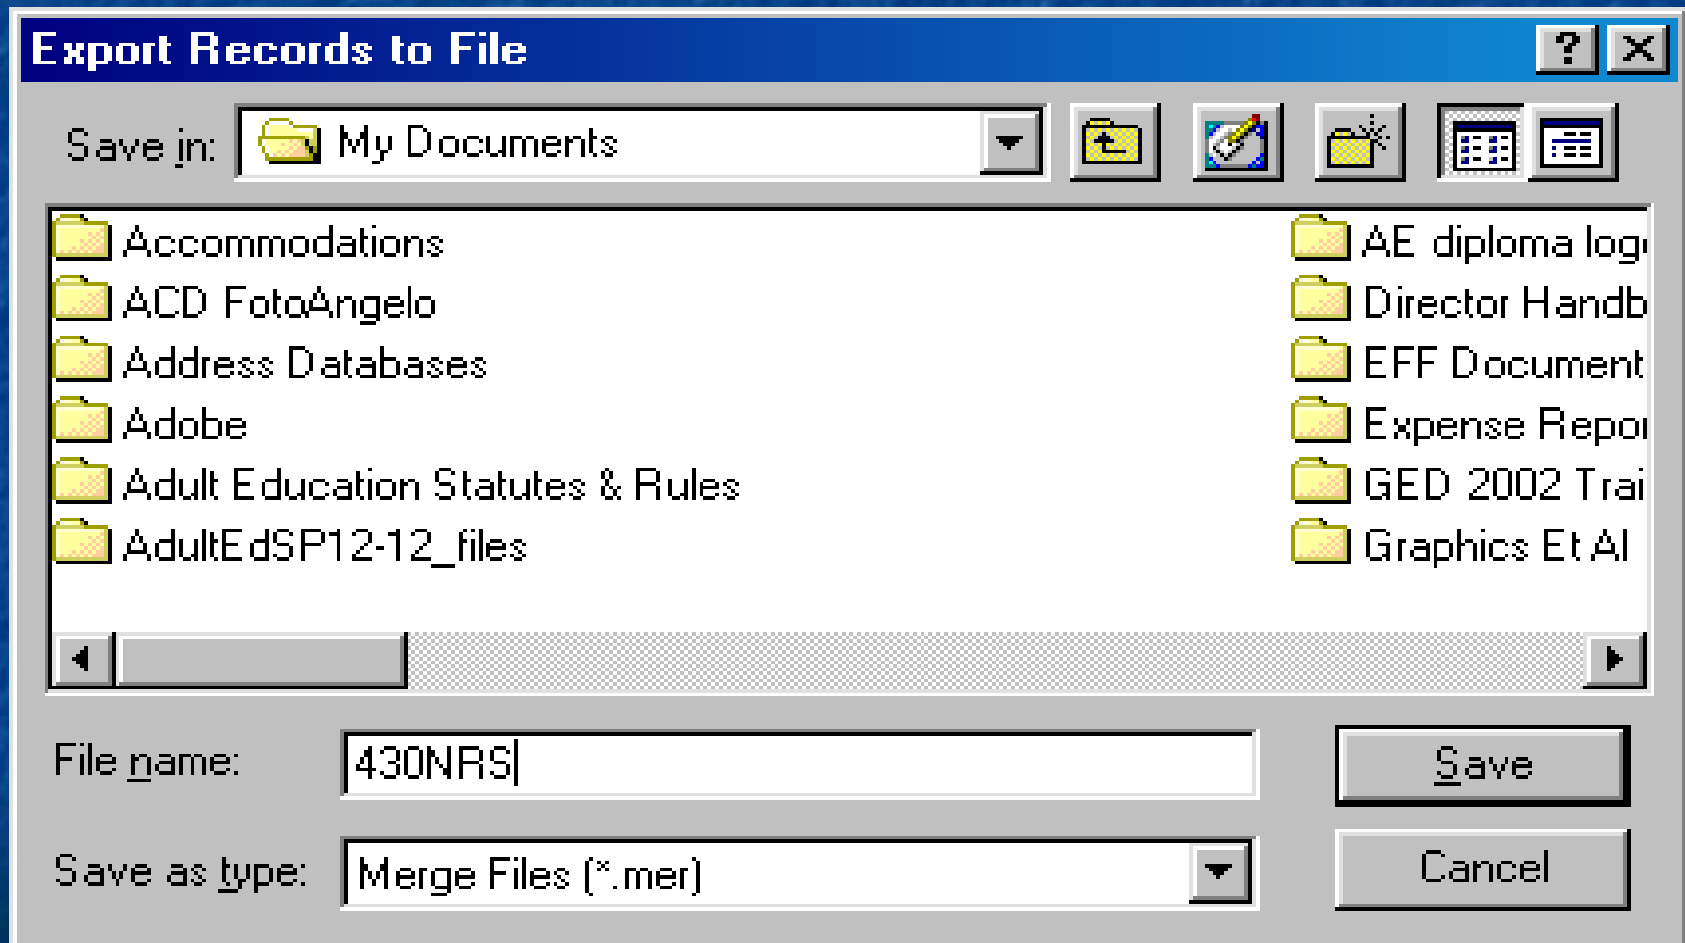 Export Records to File
Save in: My Documents
Accommodations
ACD FotoAngelo
Address Databases
Adobe
Adult Education Statutes & Rules
AdultEdSP12-12_files
AE diploma log
Director Handb
EFF Document
Expense Repor
GED 2002 Trai
Graphics Et Al
File name: 430NRS Save
Save as type: Merge Files (*.mer) Cancel